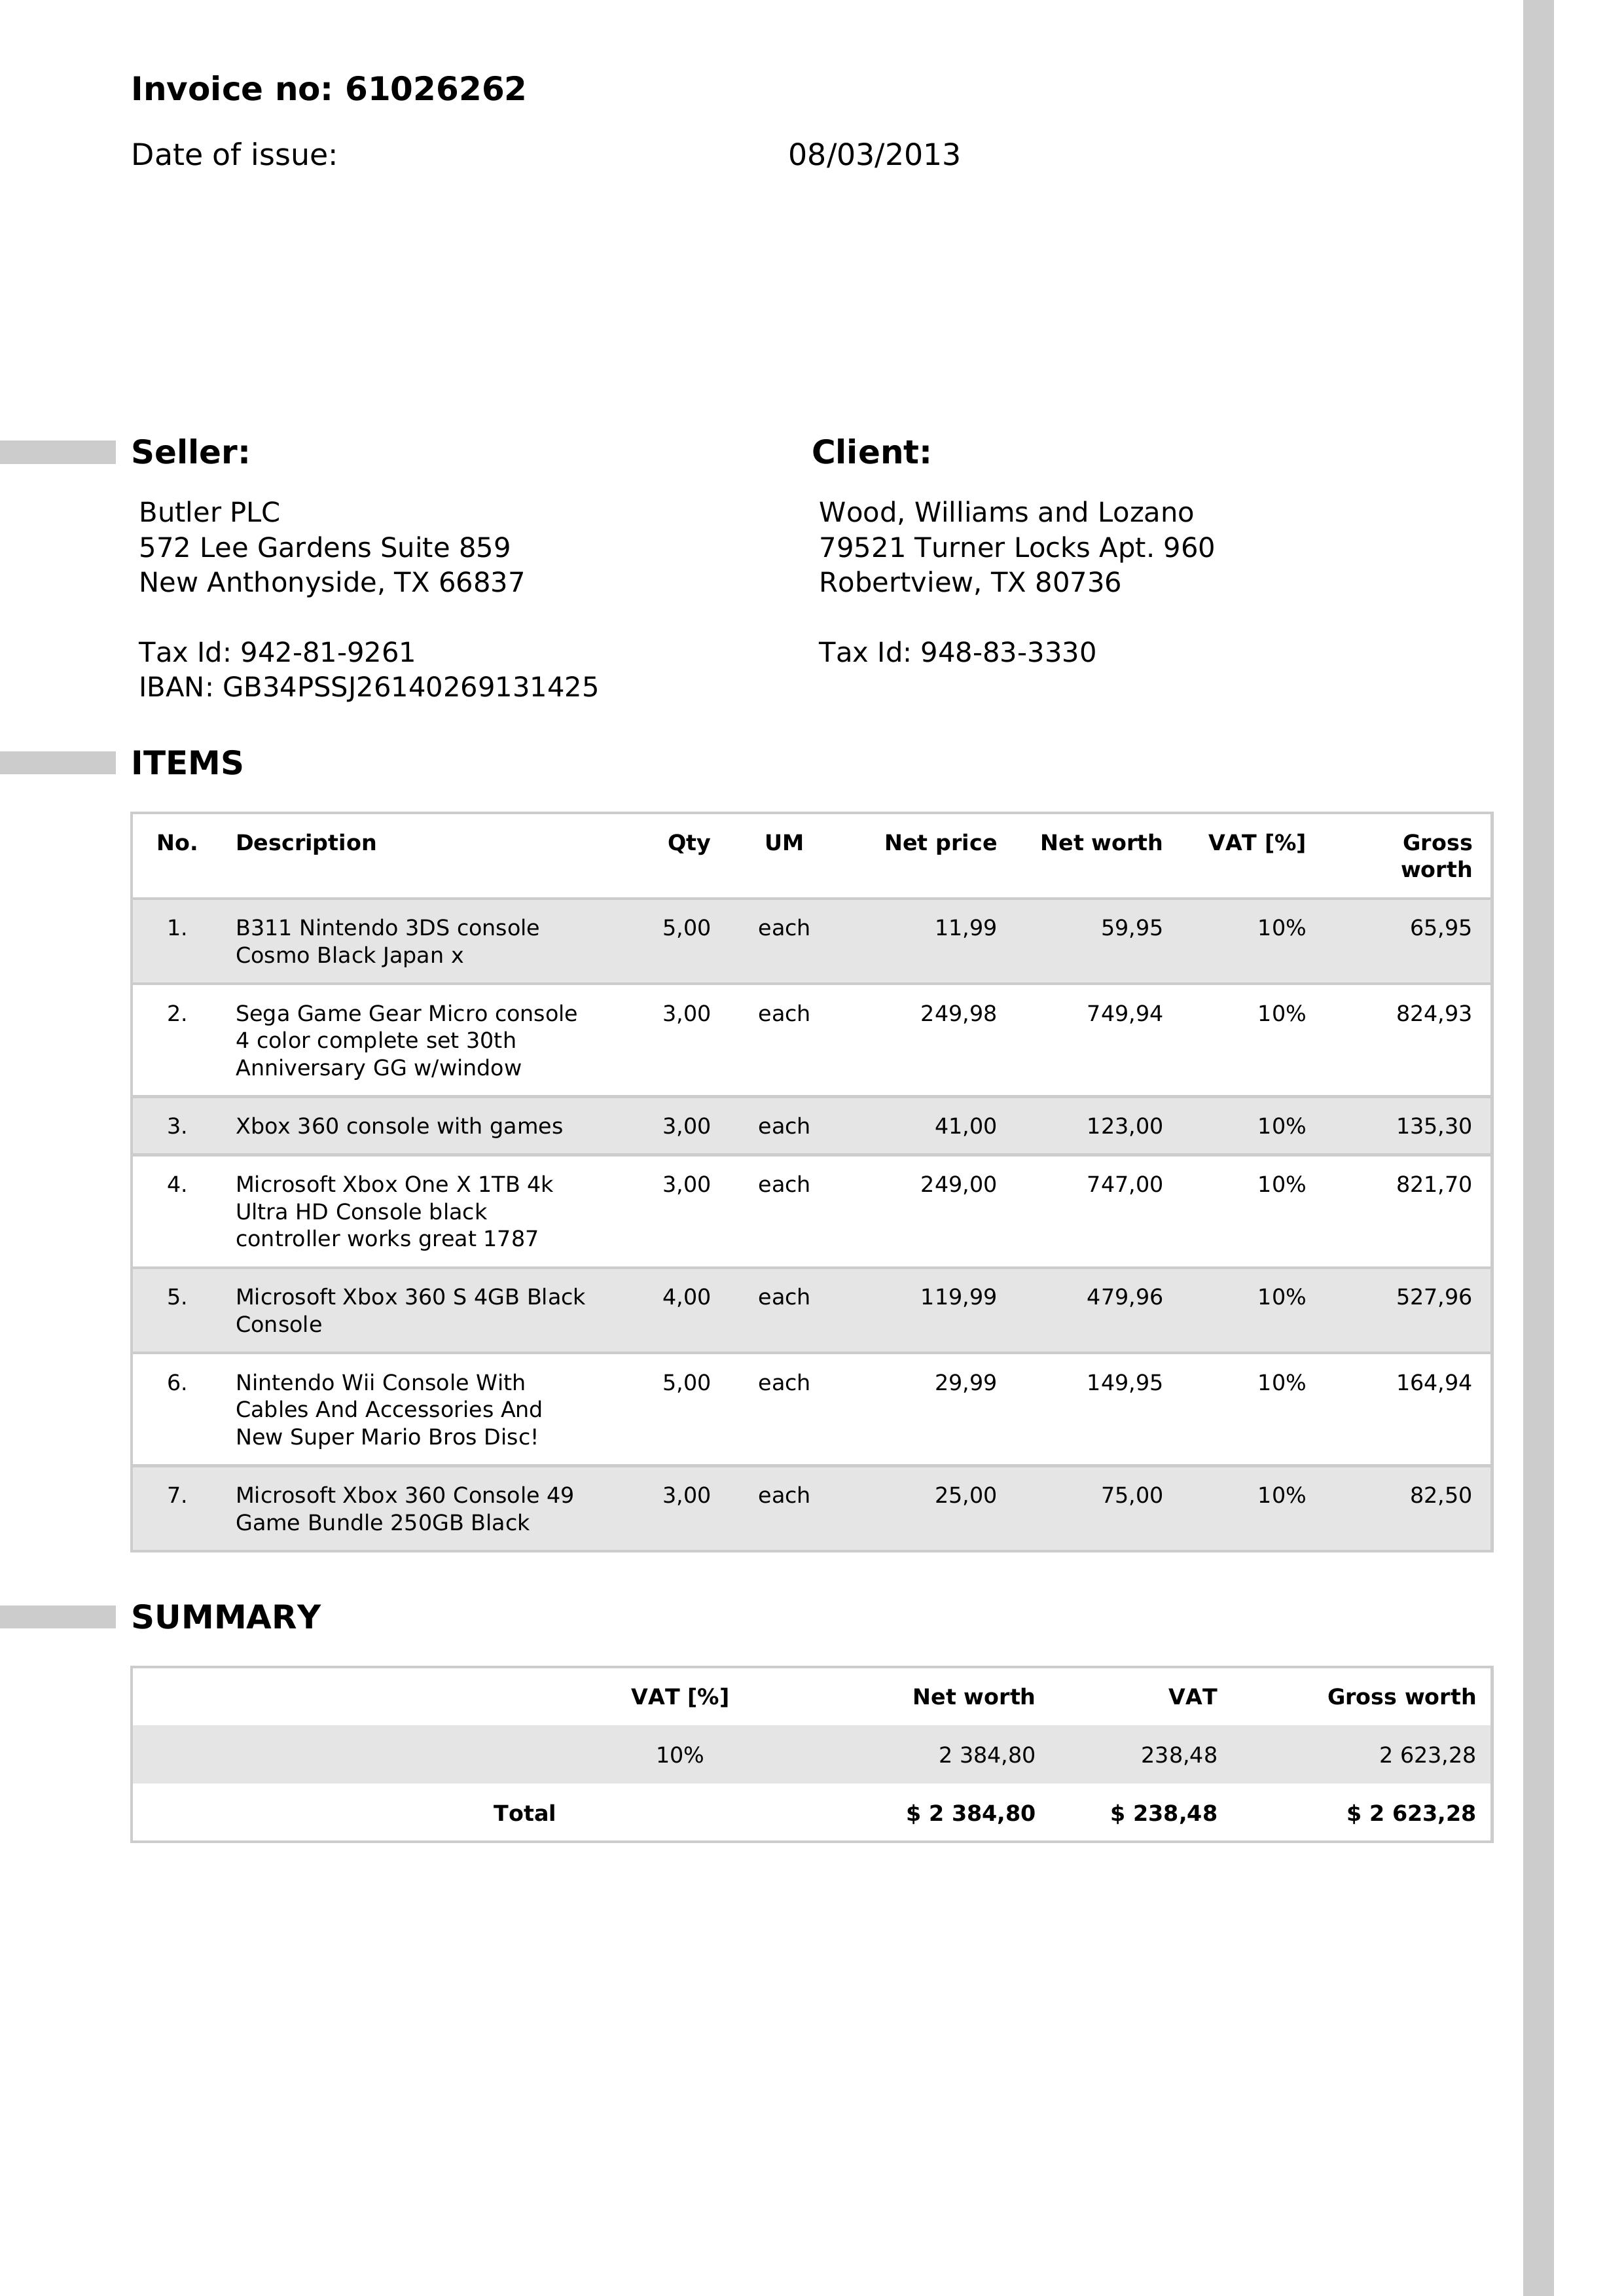 Invoice no: 61026262
Date of issue: 08/03/2013
Seller: Client:
Butler PLC Wood, Williams and Lozano
572 Lee Gardens Suite 859 79521 Turner Locks Apt. 960
New Anthonyside, TX 66837 Robertview, TX 80736
Tax Id: 942-81-9261 Tax Id: 948-83-3330
IBAN: GB34PSSJ26140269131425
ITEMS
No. Description Qty UM Net price Net worth VAT [%] Gross
worth
1. B311 Nintendo 3DS console 5,00 each 11,99 59,95 10% 65,95
Cosmo Black Japan x
2. Sega Game Gear Micro console 3,00 each 249,98 749,94 10% 824,93
4 color complete set 30th
Anniversary GG w/window
3. Xbox 360 console with games 3,00 each 41,00 123,00 10% 135,30
4. Microsoft Xbox One X 1TB 4k 3,00 each 249,00 747,00 10% 821,70
Ultra HD Console black
controller works great 1787
5. Microsoft Xbox 360 S 4GB Black 4,00 each 119,99 479,96 10% 527,96
Console
6. Nintendo Wii Console With 5,00 each 29,99 149,95 10% 164,94
Cables And Accessories And
New Super Mario Bros Disc!
7. Microsoft Xbox 360 Console 49 3,00 each 25,00 75,00 10% 82,50
Game Bundle 250GB Black
SUMMARY
VAT [%] Net worth VAT Gross worth
10% 2 384,80 238,48 2 623,28
Total $ 2 384,80 $ 238,48 $ 2 623,28